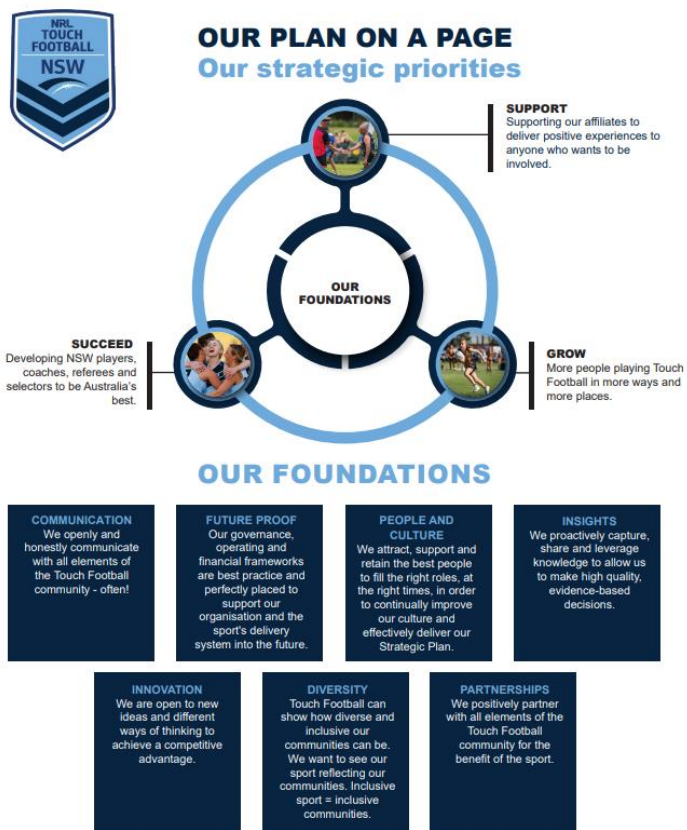 NRL
TOUCH
FOOTBALL
NSW
OUR PLAN ON A PAGE
Our strategic priorities
SUPPORT
Supporting our affiliates to
deliver positive experiences to
anyone who wants to be
involved.
OUR
FOUNDATIONS
SUCCEED
Developing NSW players,
coaches, referees and
selectors to be Australia's
best.
GROW
More people playing Touch
Football in more ways and
more places.
OUR FOUNDATIONS
COMMUNICATION
We openly and
honestly communicate
with all elements of
the Touch Football
community - often!
FUTURE PROOF
Our governance,
operating and
financial frameworks
are best practice and
perfectly placed to
support our
organisation and the
sport's delivery
system into the future.
PEOPLE AND
CULTURE
We attract, support and
retain the best people
to fill the right roles, at
the right times, in order
to continually improve
our culture and
effectively deliver our
Strategic Plan.
INSIGHTS
We proactively capture,
share and leverage
knowledge to allow us
to make high quality,
evidence-based
decisions.
INNOVATION
We are open to new
ideas and different
ways of thinking to
achieve a competitive
advantage.
DIVERSITY
Touch Football can
show how diverse and
inclusive our
communities can be.
We want to see our
sport reflecting our
communities. Inclusive
sport = inclusive
communities.
PARTNERSHIPS
We positively partner
with all elements of the
Touch Football
community for the
benefit of the sport.